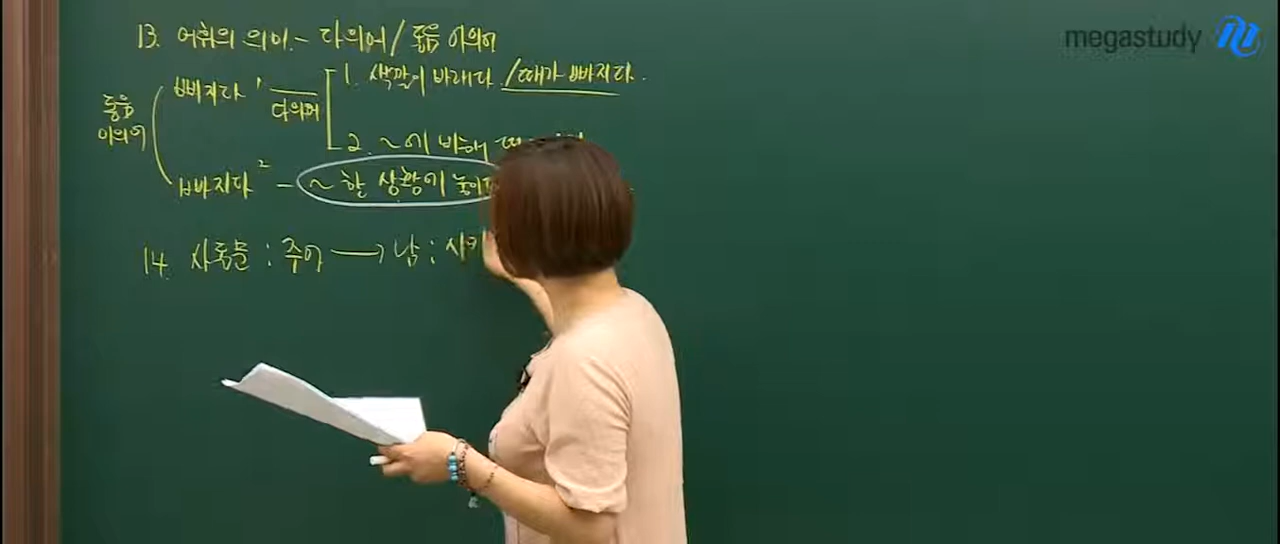 megastudy
13. 어휘의 의미 - 다의어 / 동음 이의어
동음
이의어
빠지다 1
다의어
1. 색깔이 바래다. / 때가 빠지다.
2. ~에 비해
빠지다 2 - ~ 한 상황에 놓이
14. 사동문 : 주어 → 남 : 시키